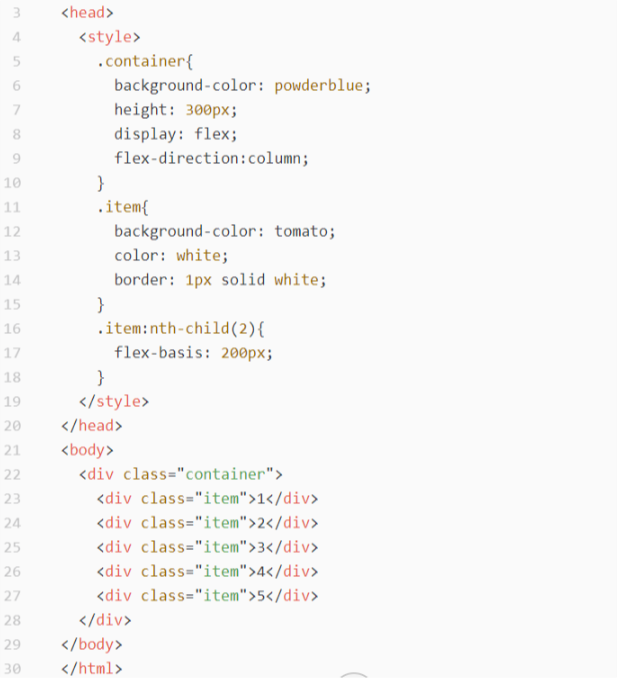 3 <head>
4 <style>
5 .container{
6 background-color: powderblue;
7 height: 300px;
8 display: flex;
9 flex-direction:column;
10 }
11 .item{
12 background-color: tomato;
13 color: white;
14 border: 1px solid white;
15 }
16 .item:nth-child(2){
17 flex-basis: 200px;
18 }
19 </style>
20 </head>
21 <body>
22 <div class="container">
23 <div class="item">1</div>
24 <div class="item">2</div>
25 <div class="item">3</div>
26 <div class="item">4</div>
27 <div class="item">5</div>
28 </div>
29 </body>
30 </html>